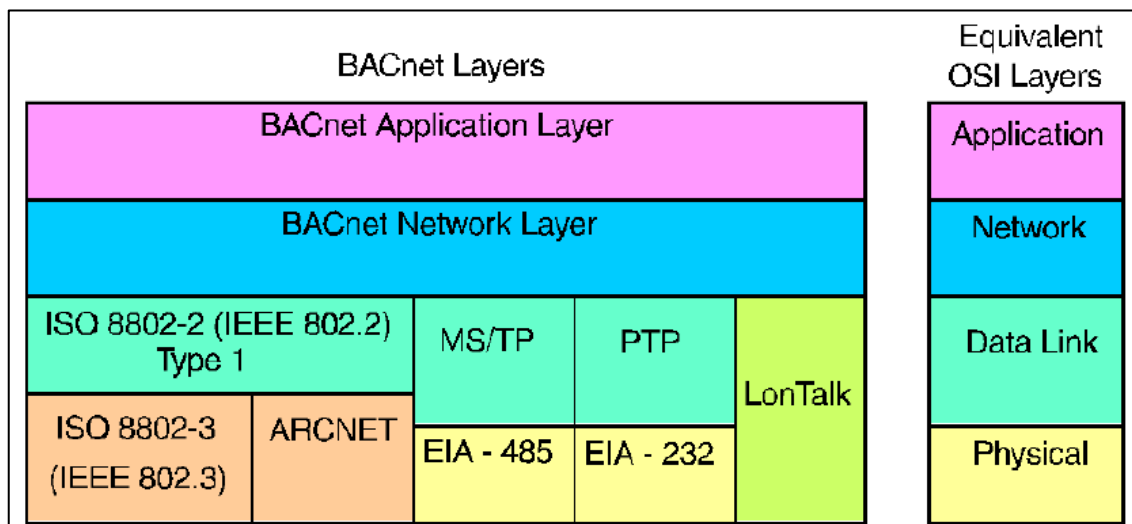 BACnet Layers
Equivalent
OSI Layers
BACnet Application Layer
Application
BACnet Network Layer
Network
ISO 8802-2 (IEEE 802.2)
Type 1
MS/TP
PTP
LonTalk
Data Link
ISO 8802-3
(IEEE 802.3)
ARCNET
EIA - 485
EIA - 232
Physical